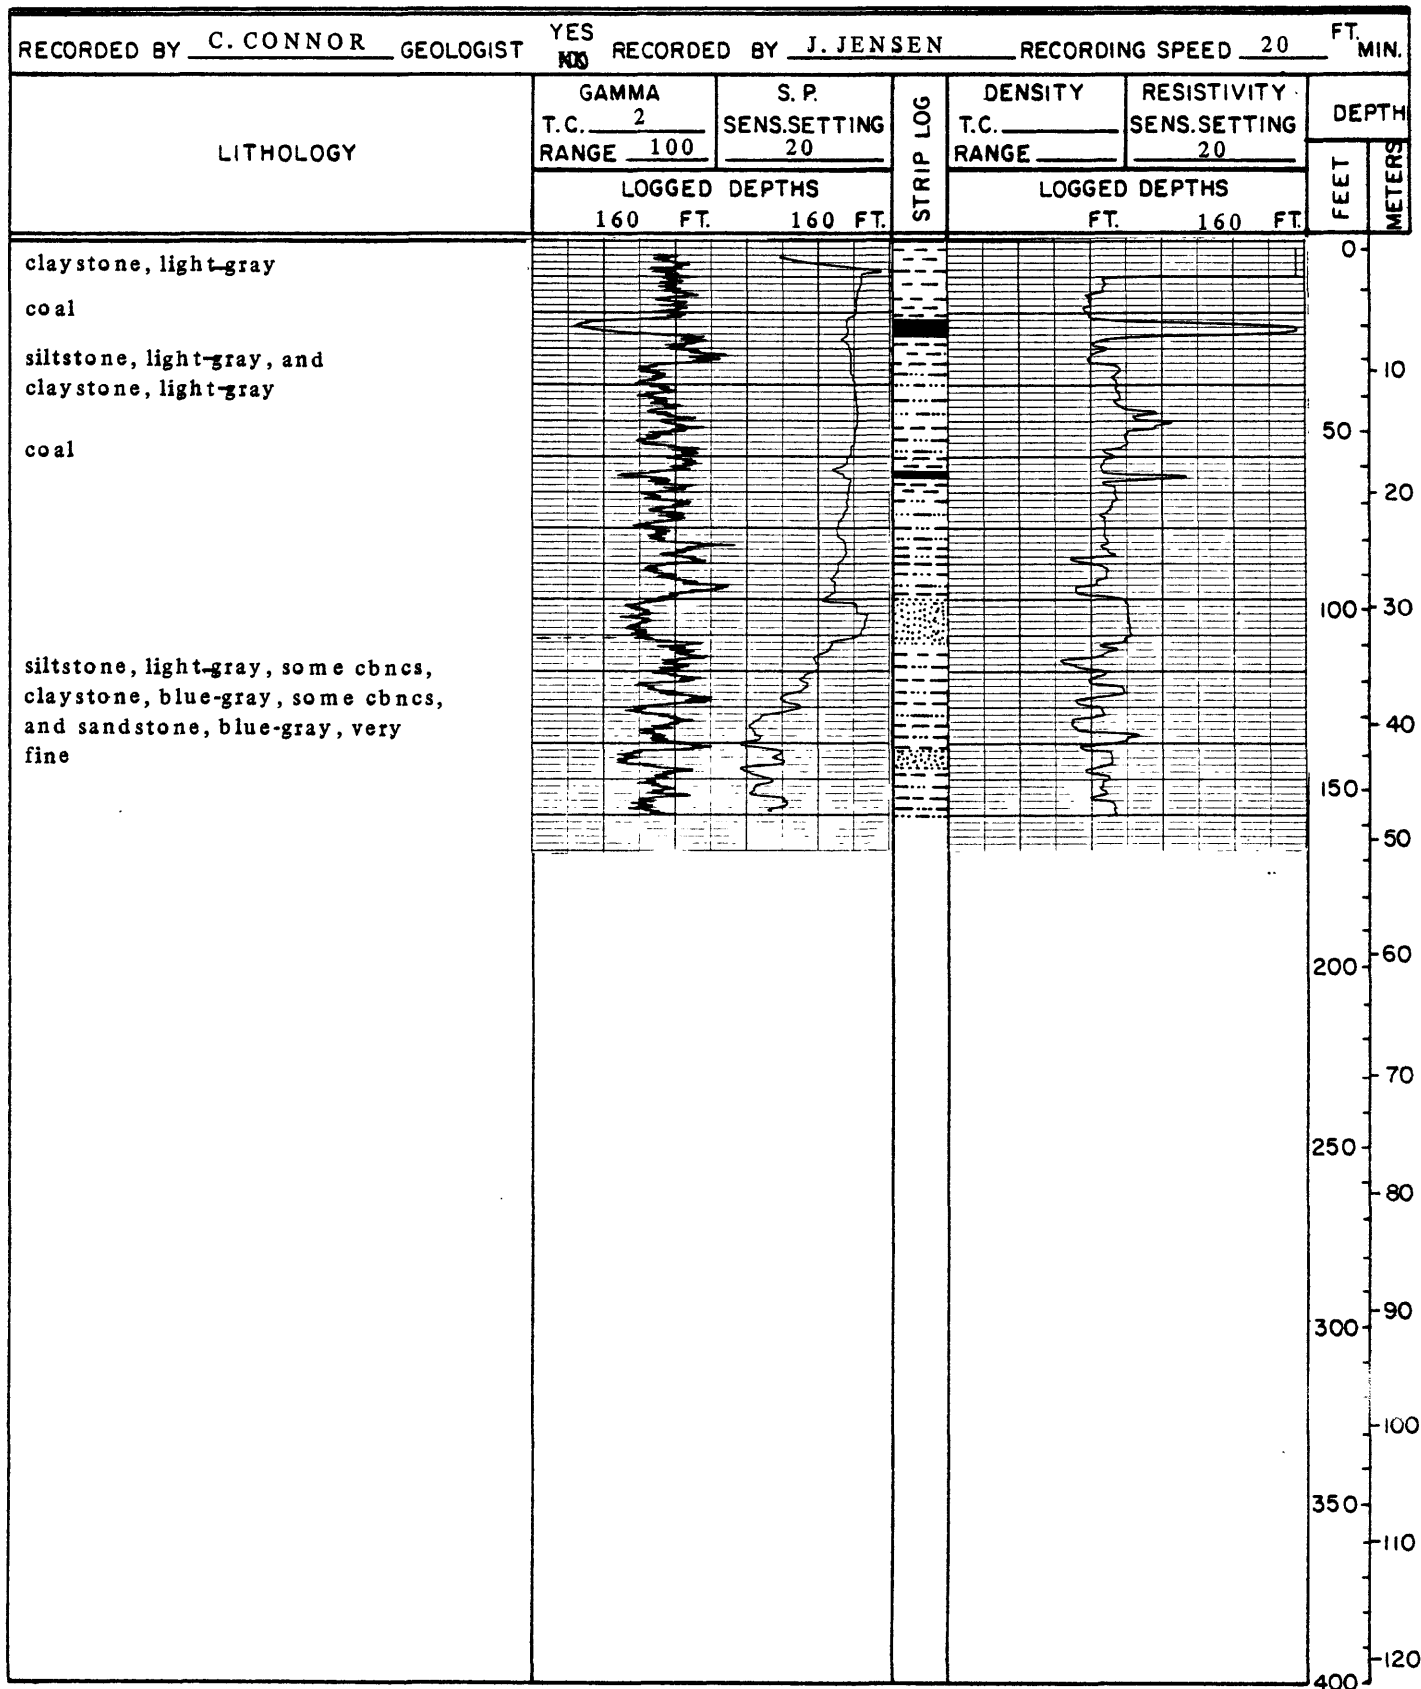 RECORDED BY C. CONNOR GEOLOGIST YES RECORDED BY J. JENSEN RECORDING SPEED 20 FT. MIN.
LITHOLOGY
GAMMA
T.C. 2
RANGE 100
S. P.
SENS. SETTING
20
LOGGED DEPTHS
160 FT. 160 FT.
STRIP LOG
DENSITY
T.C.
RANGE
RESISTIVITY
SENS. SETTING
20
LOGGED DEPTHS
FT. 160 FT.
DEPTH
FEET
METERS
claystone, light-gray
coal
siltstone, light-gray, and
claystone, light-gray
coal
siltstone, light-gray, some cbncs,
claystone, blue-gray, some cbncs,
and sandstone, blue-gray, very
fine
0
10
50
20
100 30
40
150
50
60
200
70
250
80
90
300
100
350
110
120
400